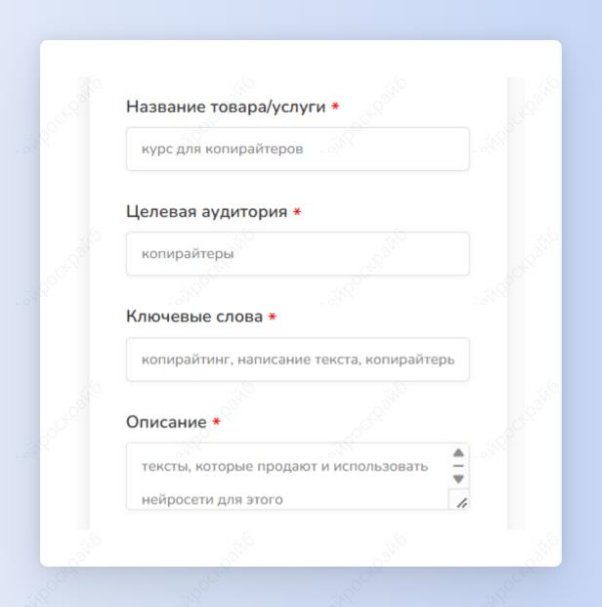 Название товара/услуги *
курс для копирайтеров
Целевая аудитория *
копирайтеры
Ключевые слова *
копирайтинг, написание текста, копирайтерь
Описание *
тексты, которые продают и использовать
нейросети для этого